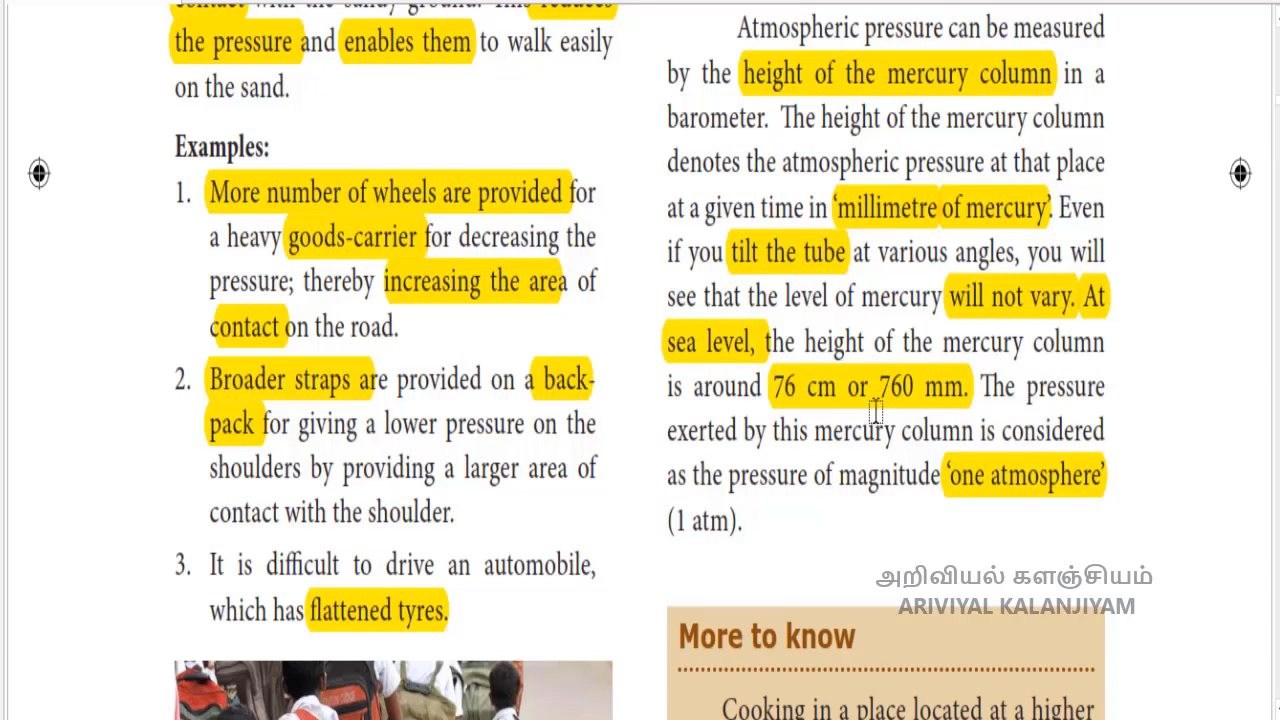 contact with the sandy ground. This reduces
the pressure and enables them to walk easily
on the sand.
Examples:
1. More number of wheels are provided for
a heavy goods-carrier for decreasing the
pressure; thereby increasing the area of
contact on the road.
2. Broader straps are provided on a back-
pack for giving a lower pressure on the
shoulders by providing a larger area of
contact with the shoulder.
3. It is difficult to drive an automobile,
which has flattened tyres.
Atmospheric pressure can be measured
by the height of the mercury column in a
barometer. The height of the mercury column
denotes the atmospheric pressure at that place
at a given time in ‘millimetre of mercury’. Even
if you tilt the tube at various angles, you will
see that the level of mercury will not vary. At
sea level, the height of the mercury column
is around 76 cm or 760 mm. The pressure
exerted by this mercury column is considered
as the pressure of magnitude ‘one atmosphere’
(1 atm).
அறிவியல் களஞ்சியம்
ARIVIYAL KALANJIYAM
More to know
Cooking in a place located at a higher